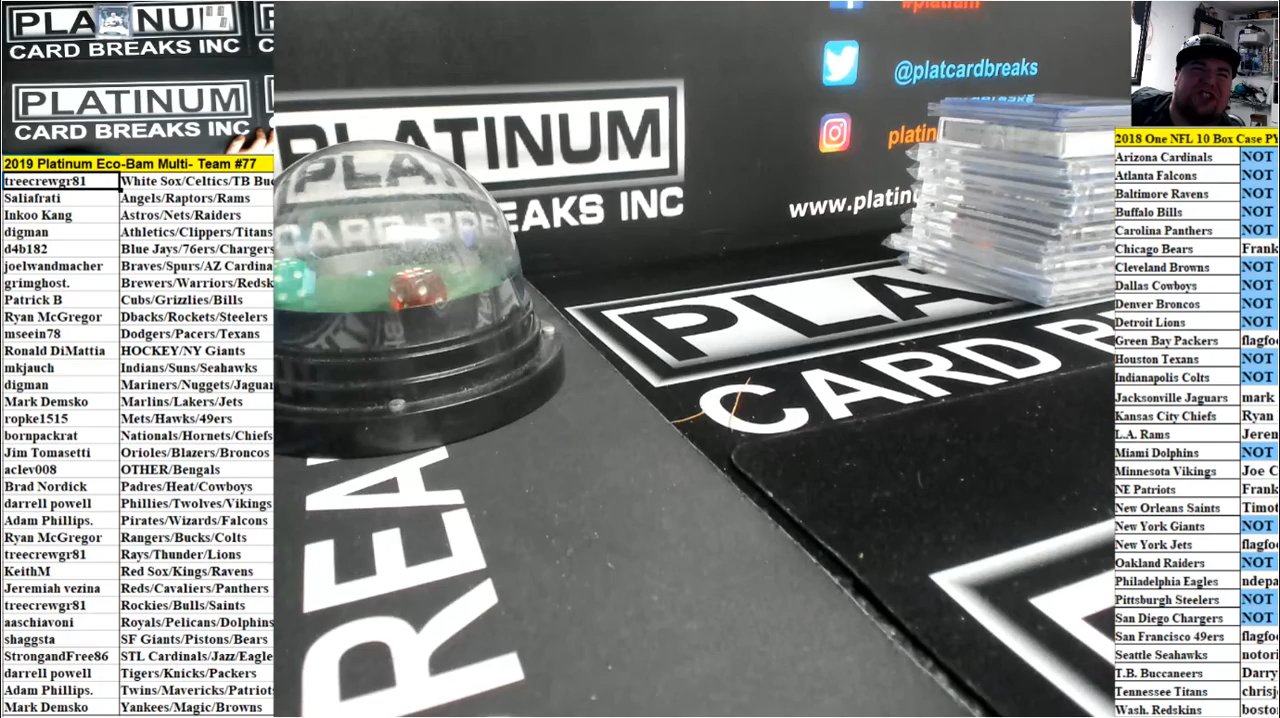 PLATINUM
CARD BREAKS INC
PLATINUM
CARD BREAKS INC
2019 Platinum Eco-Bam Multi- Team #77
treecrewgr81 White Sox/Celtics/TB Buc
Saliafrati Angels/Raptors/Rams
Inkoo Kang Astros/Nets/Raiders
digman Athletics/Clippers/Titans
d4b182 Blue Jays/76ers/Chargers
joelwandmacher Braves/Spurs/AZ Cardina
grimghost. Brewers/Warriors/Redsk
Patrick B Cubs/Grizzlies/Bills
Ryan McGregor Dbacks/Rockets/Steelers
mseein78 Dodgers/Pacers/Texans
Ronald DiMattia HOCKEY/NY Giants
mkjauch Indians/Suns/Seahawks
digman Mariners/Nuggets/Jaguar
Mark Demsko Marlins/Lakers/Jets
ropke1515 Mets/Hawks/49ers
bornpackrat Nationals/Hornets/Chiefs
Jim Tomasetti Orioles/Blazers/Broncos
aclev008 OTHER/Bengals
Brad Nordick Padres/Heat/Cowboys
darrell powell Phillies/Twolves/Vikings
Adam Phillips. Pirates/Wizards/Falcons
Ryan McGregor Rangers/Bucks/Colts
treecrewgr81 Rays/Thunder/Lions
KeithM Red Sox/Kings/Ravens
Jeremiah vezina Reds/Cavaliers/Panthers
treecrewgr81 Rockies/Bulls/Saints
aaschiavoni Royals/Pelicans/Dolphins
shaggsta SF Giants/Pistons/Bears
StrongandFree86 STL Cardinals/Jazz/Eagle
darrell powell Tigers/Knicks/Packers
Adam Phillips. Twins/Mavericks/Patriot
Mark Demsko Yankees/Magic/Browns
PLATINUM
EAKS INC
#platfam
@platcardbreaks
platin
www.platinu
PLA
CARD
REA
2018 One NFL 10 Box Case PY
Arizona Cardinals NOT
Atlanta Falcons NOT
Baltimore Ravens NOT
Buffalo Bills NOT
Carolina Panthers NOT
Chicago Bears Frank
Cleveland Browns NOT
Dallas Cowboys NOT
Denver Broncos NOT
Detroit Lions NOT
Green Bay Packers flagfoo
Houston Texans NOT
Indianapolis Colts NOT
Jacksonville Jaguars mark
Kansas City Chiefs Ryan
L.A. Rams Jeren
Miami Dolphins NOT
Minnesota Vikings Joe C
NE Patriots Frank
New Orleans Saints Timot
New York Giants NOT
New York Jets flagfo
Oakland Raiders NOT
Philadelphia Eagles ndepa
Pittsburgh Steelers NOT
San Diego Chargers NOT
San Francisco 49ers flagfoo
Seattle Seahawks notori
T.B. Buccaneers Darry
Tennessee Titans chrisj
Wash. Redskins bosto